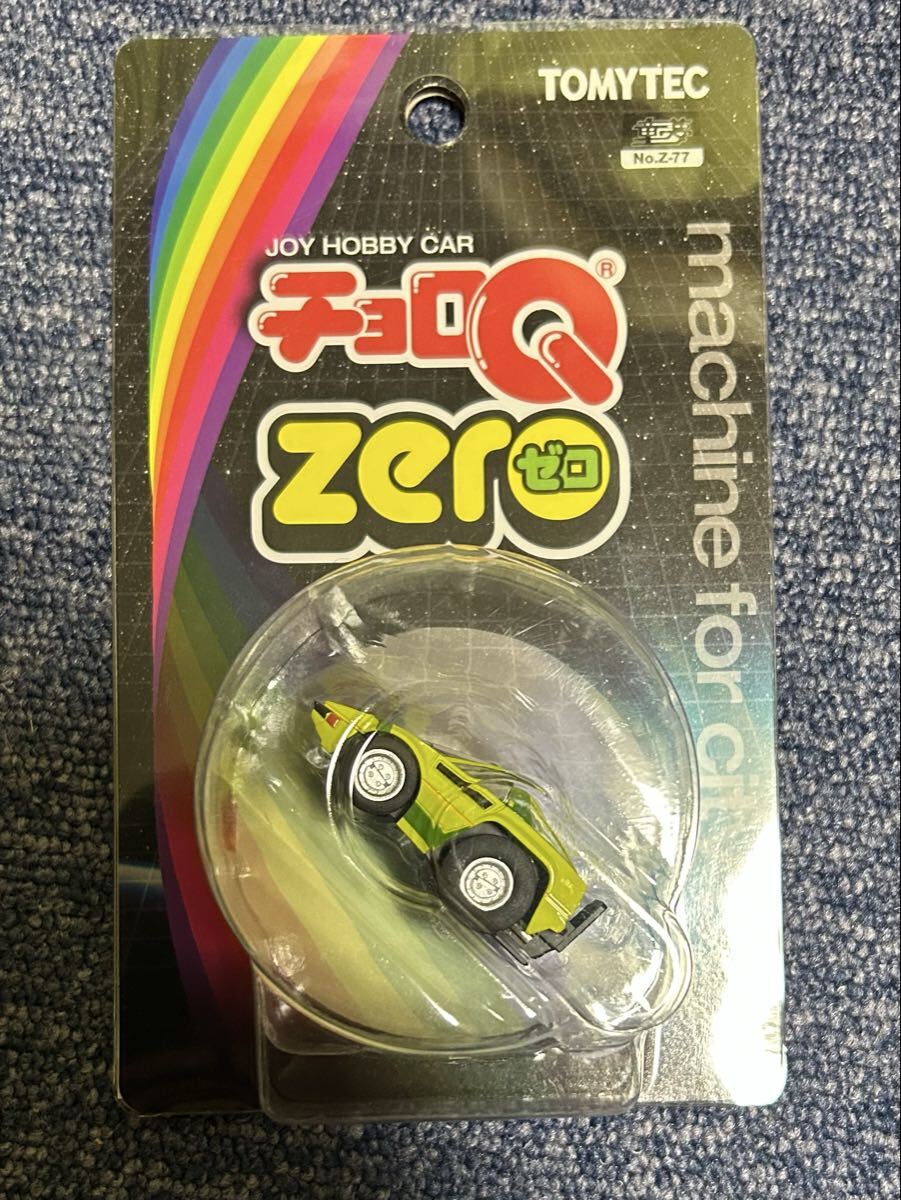 TOMYTEC
No.Z-77
JOY HOBBY CAR
チョロQ®
zero
ゼロ
machine for